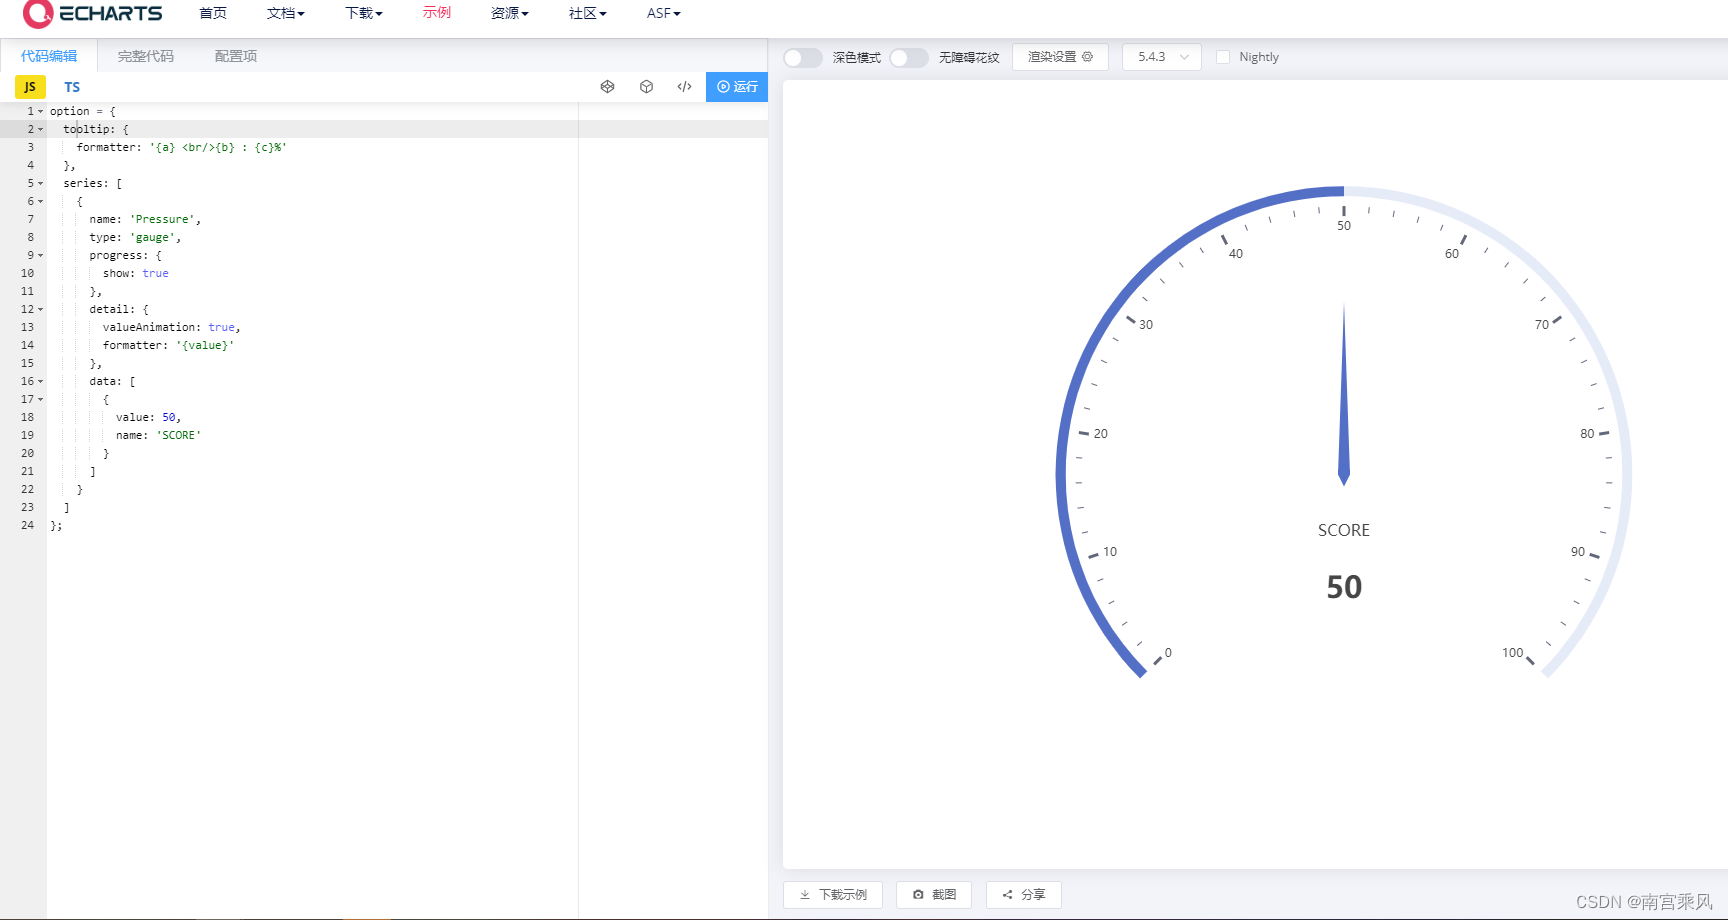 ECHARTS 首页 文档 下载 示例 资源 社区 ASF
代码编辑 完整代码 配置项
JS TS 运行
1 option = {
2 tooltip: {
3 formatter: '{a} <br/>{b} : {c}%'
4 },
5 series: [
6 {
7 name: 'Pressure',
8 type: 'gauge',
9 progress: {
10 show: true
11 },
12 detail: {
13 valueAnimation: true,
14 formatter: '{value}'
15 },
16 data: [
17 {
18 value: 50,
19 name: 'SCORE'
20 }
21 ]
22 }
23 ]
24 };
深色模式 无障碍花纹 渲染设置 5.4.3 Nightly
50
40 60
30 70
20 80
SCORE
10 90
50
0 100
下载示例 截图 分享
CSDN @南宫乘风